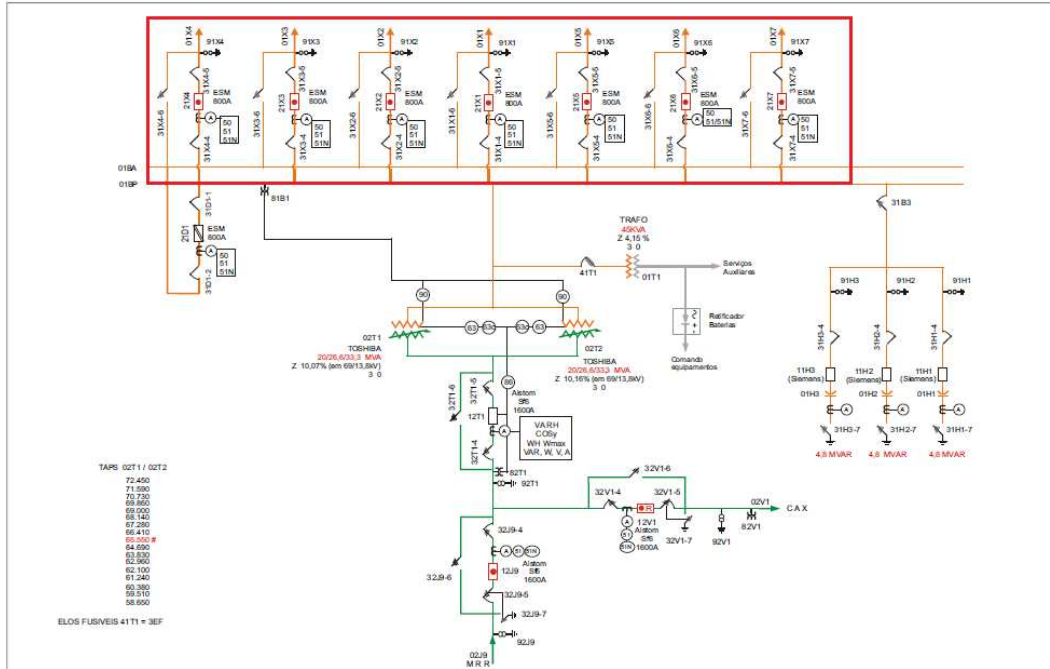 01X4
91X4
31X4-5
21X4
ESM
800A
A
50
51
51N
31X4-6
31X4-4
01X3
91X3
31X3-5
21X3
ESM
800A
A
50
51
51N
31X3-6
31X3-4
01X2
91X2
31X2-5
21X2
ESM
800A
A
50
51
51N
31X2-6
31X2-4
01X1
91X1
31X1-5
21X1
ESM
800A
A
50
51
51N
31X1-6
31X1-4
01X5
91X5
31X5-5
21X5
ESM
800A
A
50
51
51N
31X5-6
31X5-4
01X6
91X6
31X6-5
21X6
ESM
800A
A
50
51/51N
31X6-6
31X6-4
01X7
91X7
31X7-5
21X7
ESM
800A
A
50
51
51N
31X7-6
31X7-4
01BA
01BP
31D1-1
21D1
ESM
800A
A
50
51
51N
31D1-2
81B1
31B3
TRAFO
45KVA
Z 4,15 %
3 0
41T1
01T1
Serviços
Auxiliares
Retificador
Baterias
Comando
equipamentos
90
90
63
63c
63c
63
02T1
TOSHIBA
20/26,6/33,3 MVA
Z 10,07% (em 69/13,8kV)
3 0
02T2
TOSHIBA
20/26,6/33,3 MVA
Z 10,16% (em 69/13,8kV)
3 0
86
32T1-6
32T1-5
Alstom
Sf6
1600A
12T1
A
VARH
COSy
WH Wmax
VAR, W, V, A
32T1-4
82T1
92T1
91H3
91H2
91H1
31H3-4
31H2-4
31H1-4
11H3
(Siemens)
11H2
(Siemens)
11H1
(Siemens)
01H3
01H2
01H1
A
A
A
31H3-7
31H2-7
31H1-7
4,8 MVAR
4,8 MVAR
4,8 MVAR
32V1-6
32V1-4
32V1-5
02V1
CAX
R
12V1
A
51
51N
Alstom
Sf6
1600A
32V1-7
92V1
82V1
32J9-4
A
51
51N
Alstom
Sf6
1600A
12J9
32J9-6
32J9-5
32J9-7
92J9
02J9
MRR
TAPS 02T1 / 02T2
72.450
71.590
70.730
69.860
69.000
68.140
67.280
66.410
65.550 #
64.690
63.830
62.960
62.100
61.240
60.380
59.510
58.650
ELOS FUSIVEIS 41T1 = 3EF